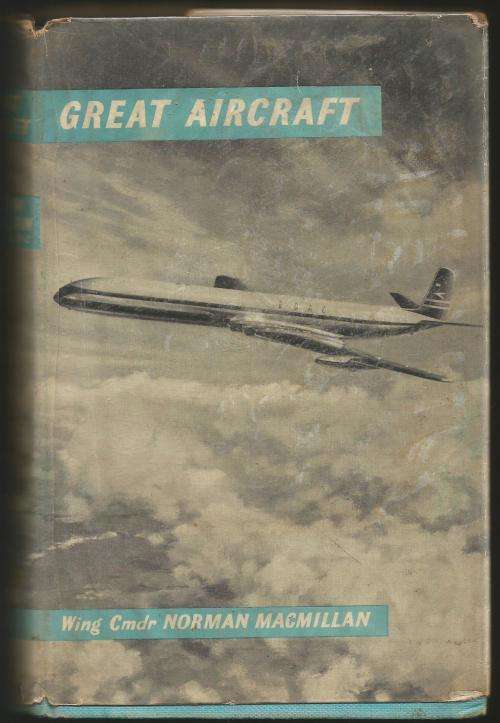 GREAT AIRCRAFT
B O A C
Wing Cmdr NORMAN MACMILLAN